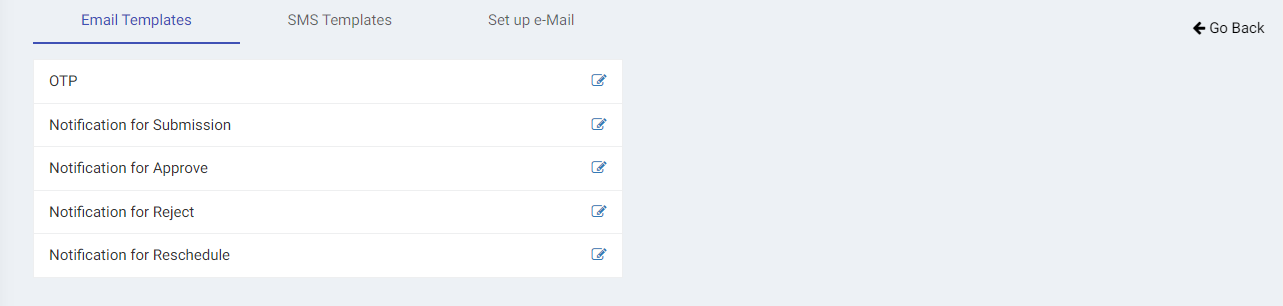 Email Templates
SMS Templates
Set up e-Mail
Go Back
OTP
Notification for Submission
Notification for Approve
Notification for Reject
Notification for Reschedule